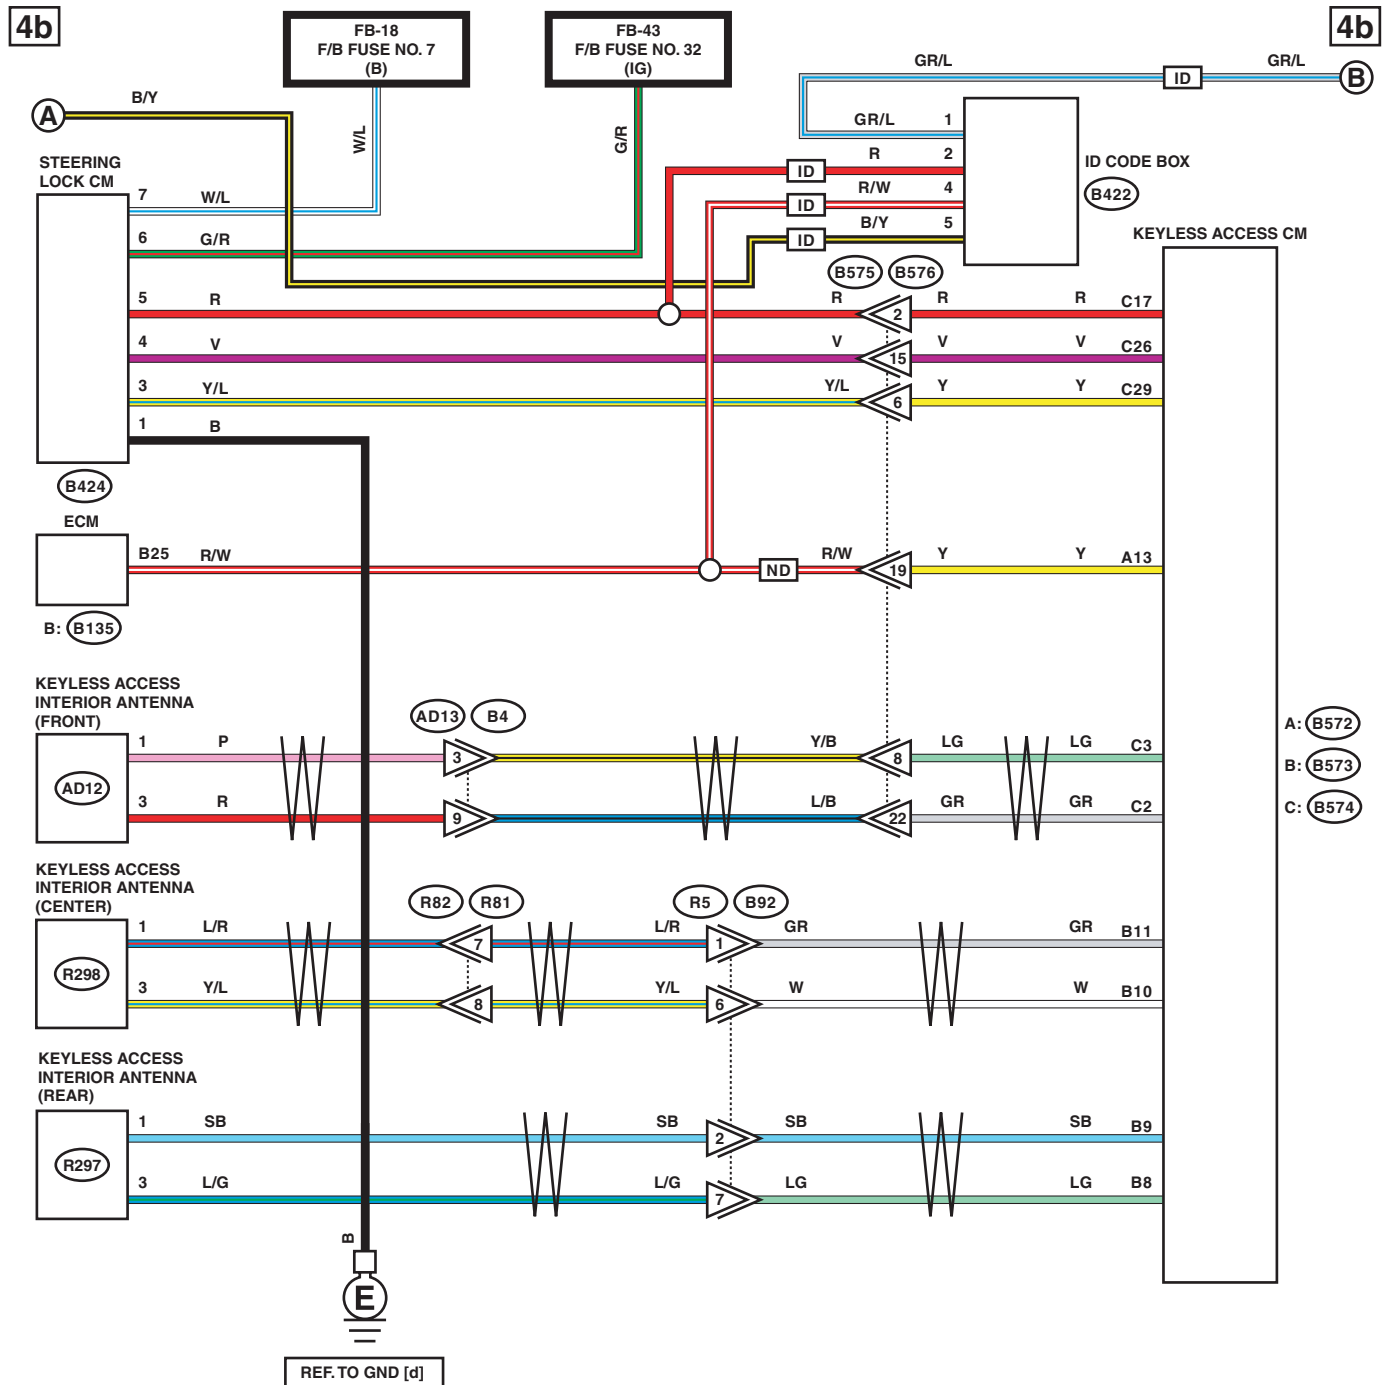 4b
FB-18
F/B FUSE NO. 7
(B)
FB-43
F/B FUSE NO. 32
(IG)
4b
GR/L
ID
GR/L
B
A
B/Y
W/L
G/R
GR/L 1
R 2
ID
R/W 4
ID
B/Y 5
ID
ID CODE BOX
B422
STEERING
LOCK CM
7 W/L
6 G/R
KEYLESS ACCESS CM
B575 B576
5 R R 2 R R C17
4 V V 15 V V C26
3 Y/L Y/L 6 Y Y C29
1 B
B424
ECM
B25 R/W ND R/W 19 Y Y A13
B: B135
KEYLESS ACCESS
INTERIOR ANTENNA
(FRONT)
AD13 B4
1 P 3 Y/B 8 LG LG C3
AD12
3 R 9 L/B 22 GR GR C2
A: B572
B: B573
C: B574
KEYLESS ACCESS
INTERIOR ANTENNA
(CENTER)
R82 R81 R5 B92
1 L/R 7 L/R 1 GR GR B11
R298
3 Y/L 8 Y/L 6 W W B10
KEYLESS ACCESS
INTERIOR ANTENNA
(REAR)
1 SB SB 2 SB SB B9
R297
3 L/G L/G 7 LG LG B8
B
E
REF. TO GND [d]